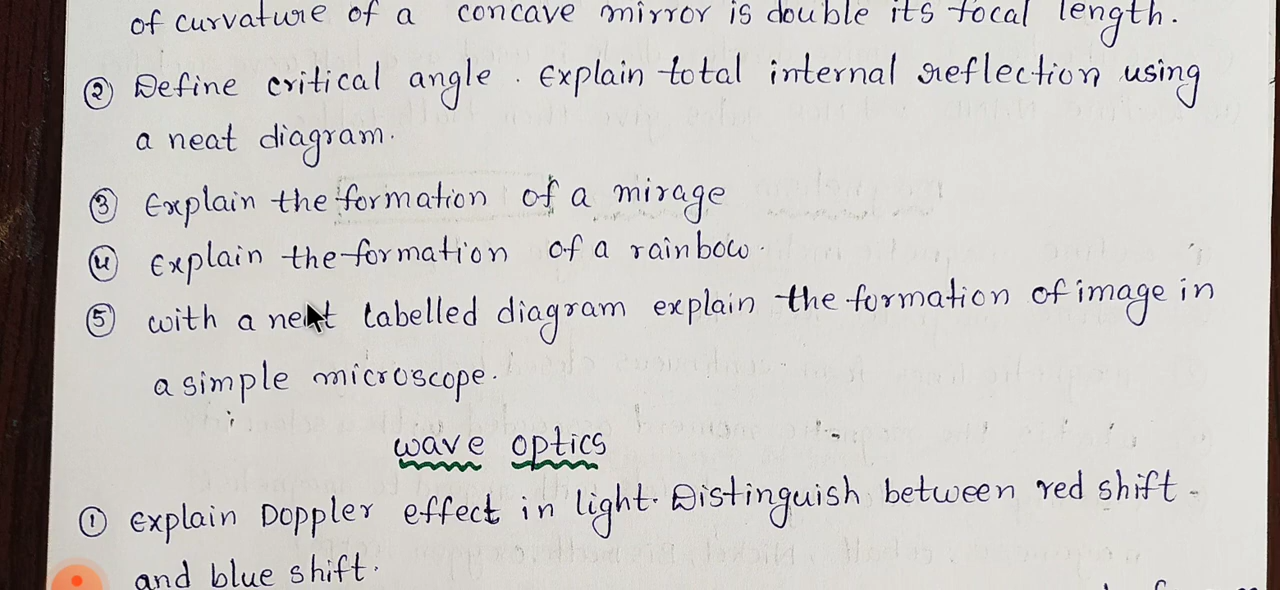 of curvature of a concave mirror is double its focal length.
② Define critical angle. Explain total internal reflection using
a neat diagram.
③ Explain the formation of a mirage
④ Explain the formation of a rainbow.
⑤ with a neat labelled diagram explain the formation of image in
a simple microscope.
wave optics
① Explain Doppler effect in light. Distinguish between red shift
and blue shift.